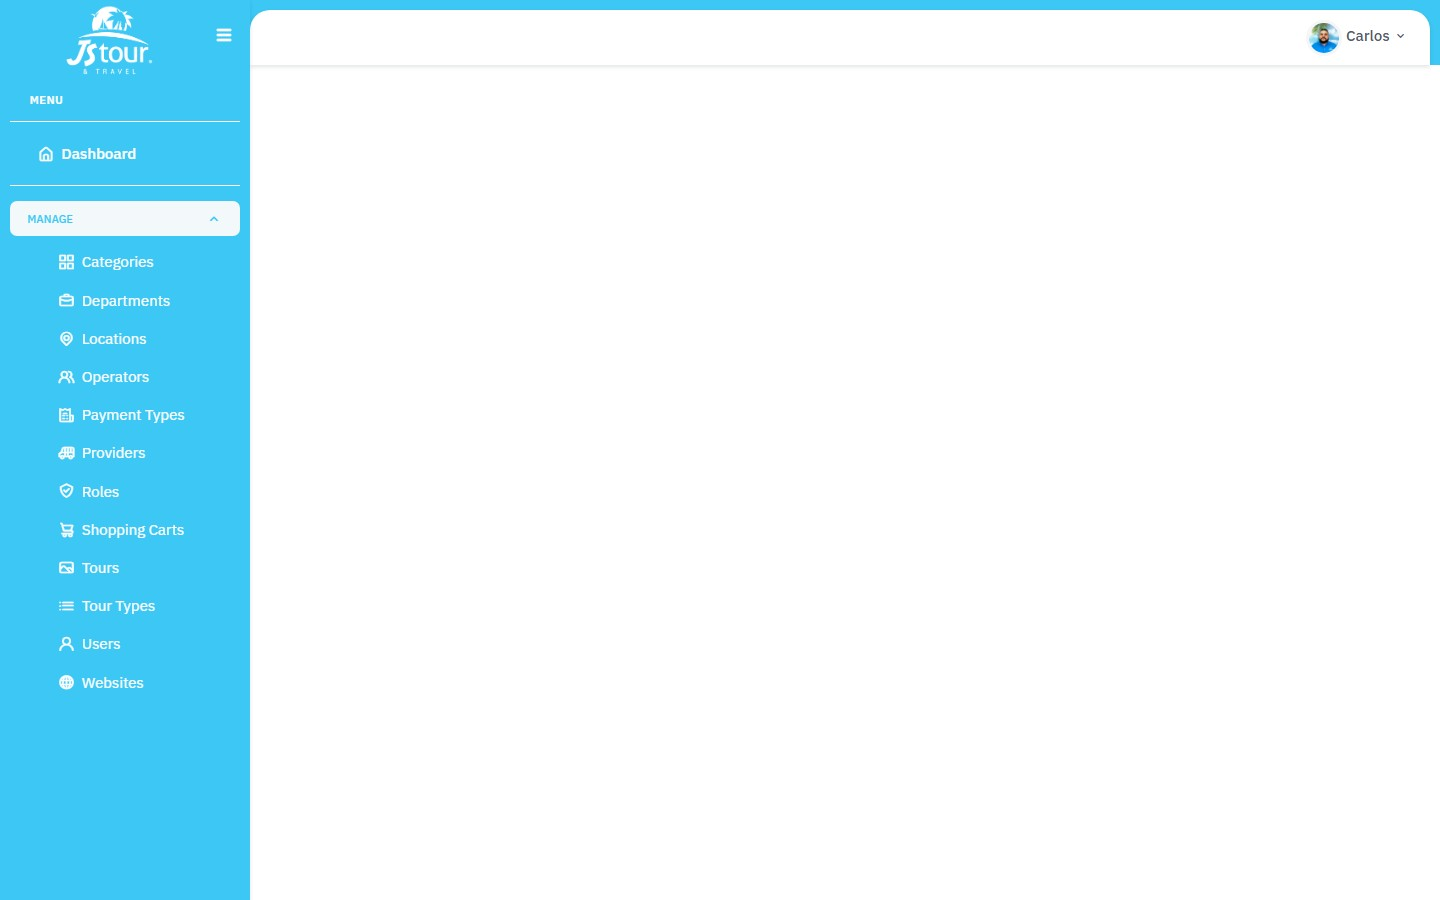 JStour
& TRAVEL
Carlos
MENU
Dashboard
MANAGE
Categories
Departments
Locations
Operators
Payment Types
Providers
Roles
Shopping Carts
Tours
Tour Types
Users
Websites